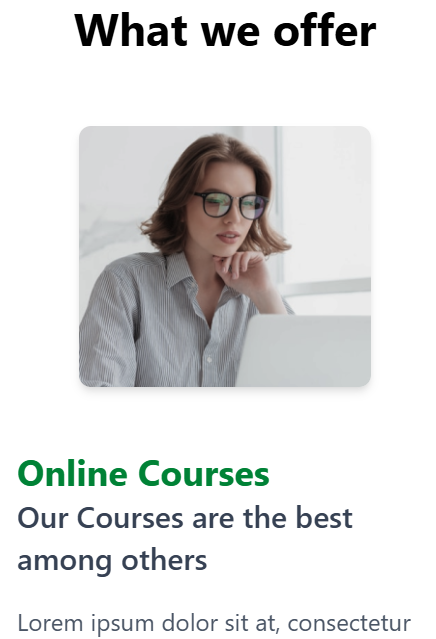 What we offer
Online Courses
Our Courses are the best
among others
Lorem ipsum dolor sit at, consectetur